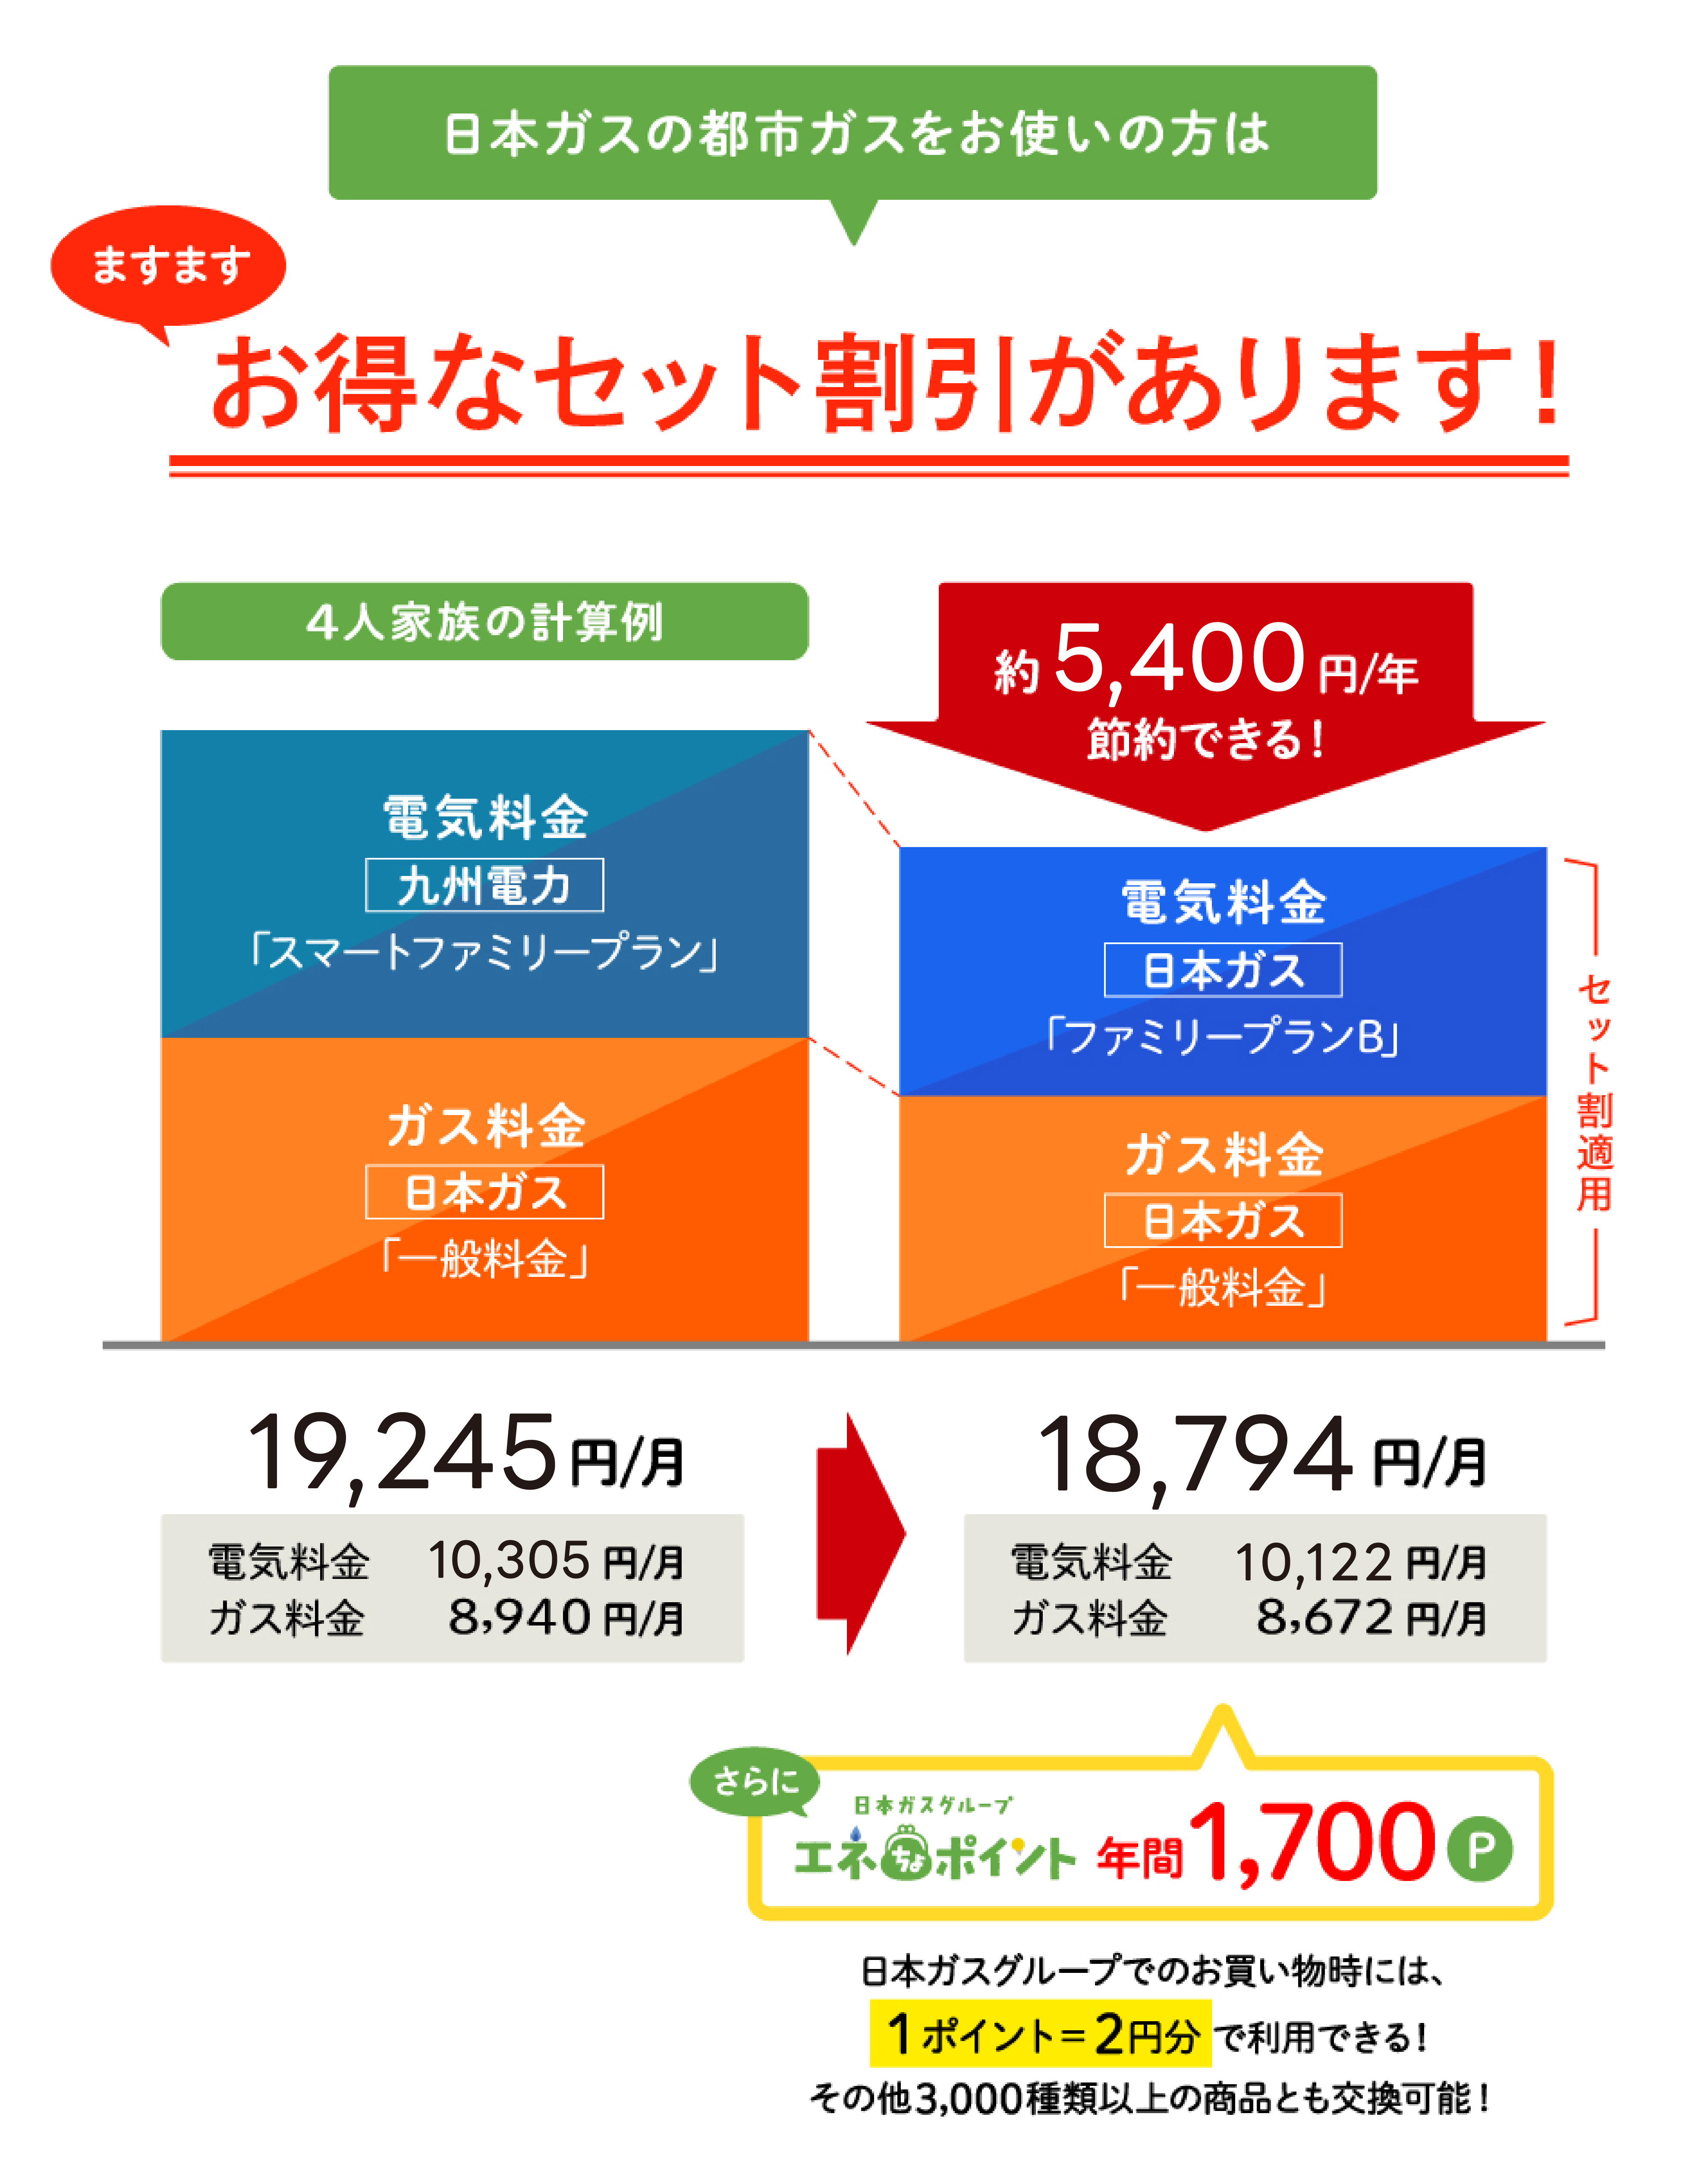 日本ガスの都市ガスをお使いの方は
ますます
お得なセット割引があります！
4人家族の計算例
約5,400円/年
節約できる！
電気料金
九州電力
「スマートファミリープラン」
ガス料金
日本ガス
「一般料金」
電気料金
日本ガス
「ファミリープランB」
ガス料金
日本ガス
「一般料金」
セット割適用
19,245円/月
電気料金 10,305円/月
ガス料金 8,940円/月
18,794円/月
電気料金 10,122円/月
ガス料金 8,672円/月
さらに
日本ガスグループ
エネちょポイント 年間1,700P
日本ガスグループでのお買い物時には、
1ポイント＝2円分で利用できる！
その他3,000種類以上の商品とも交換可能！